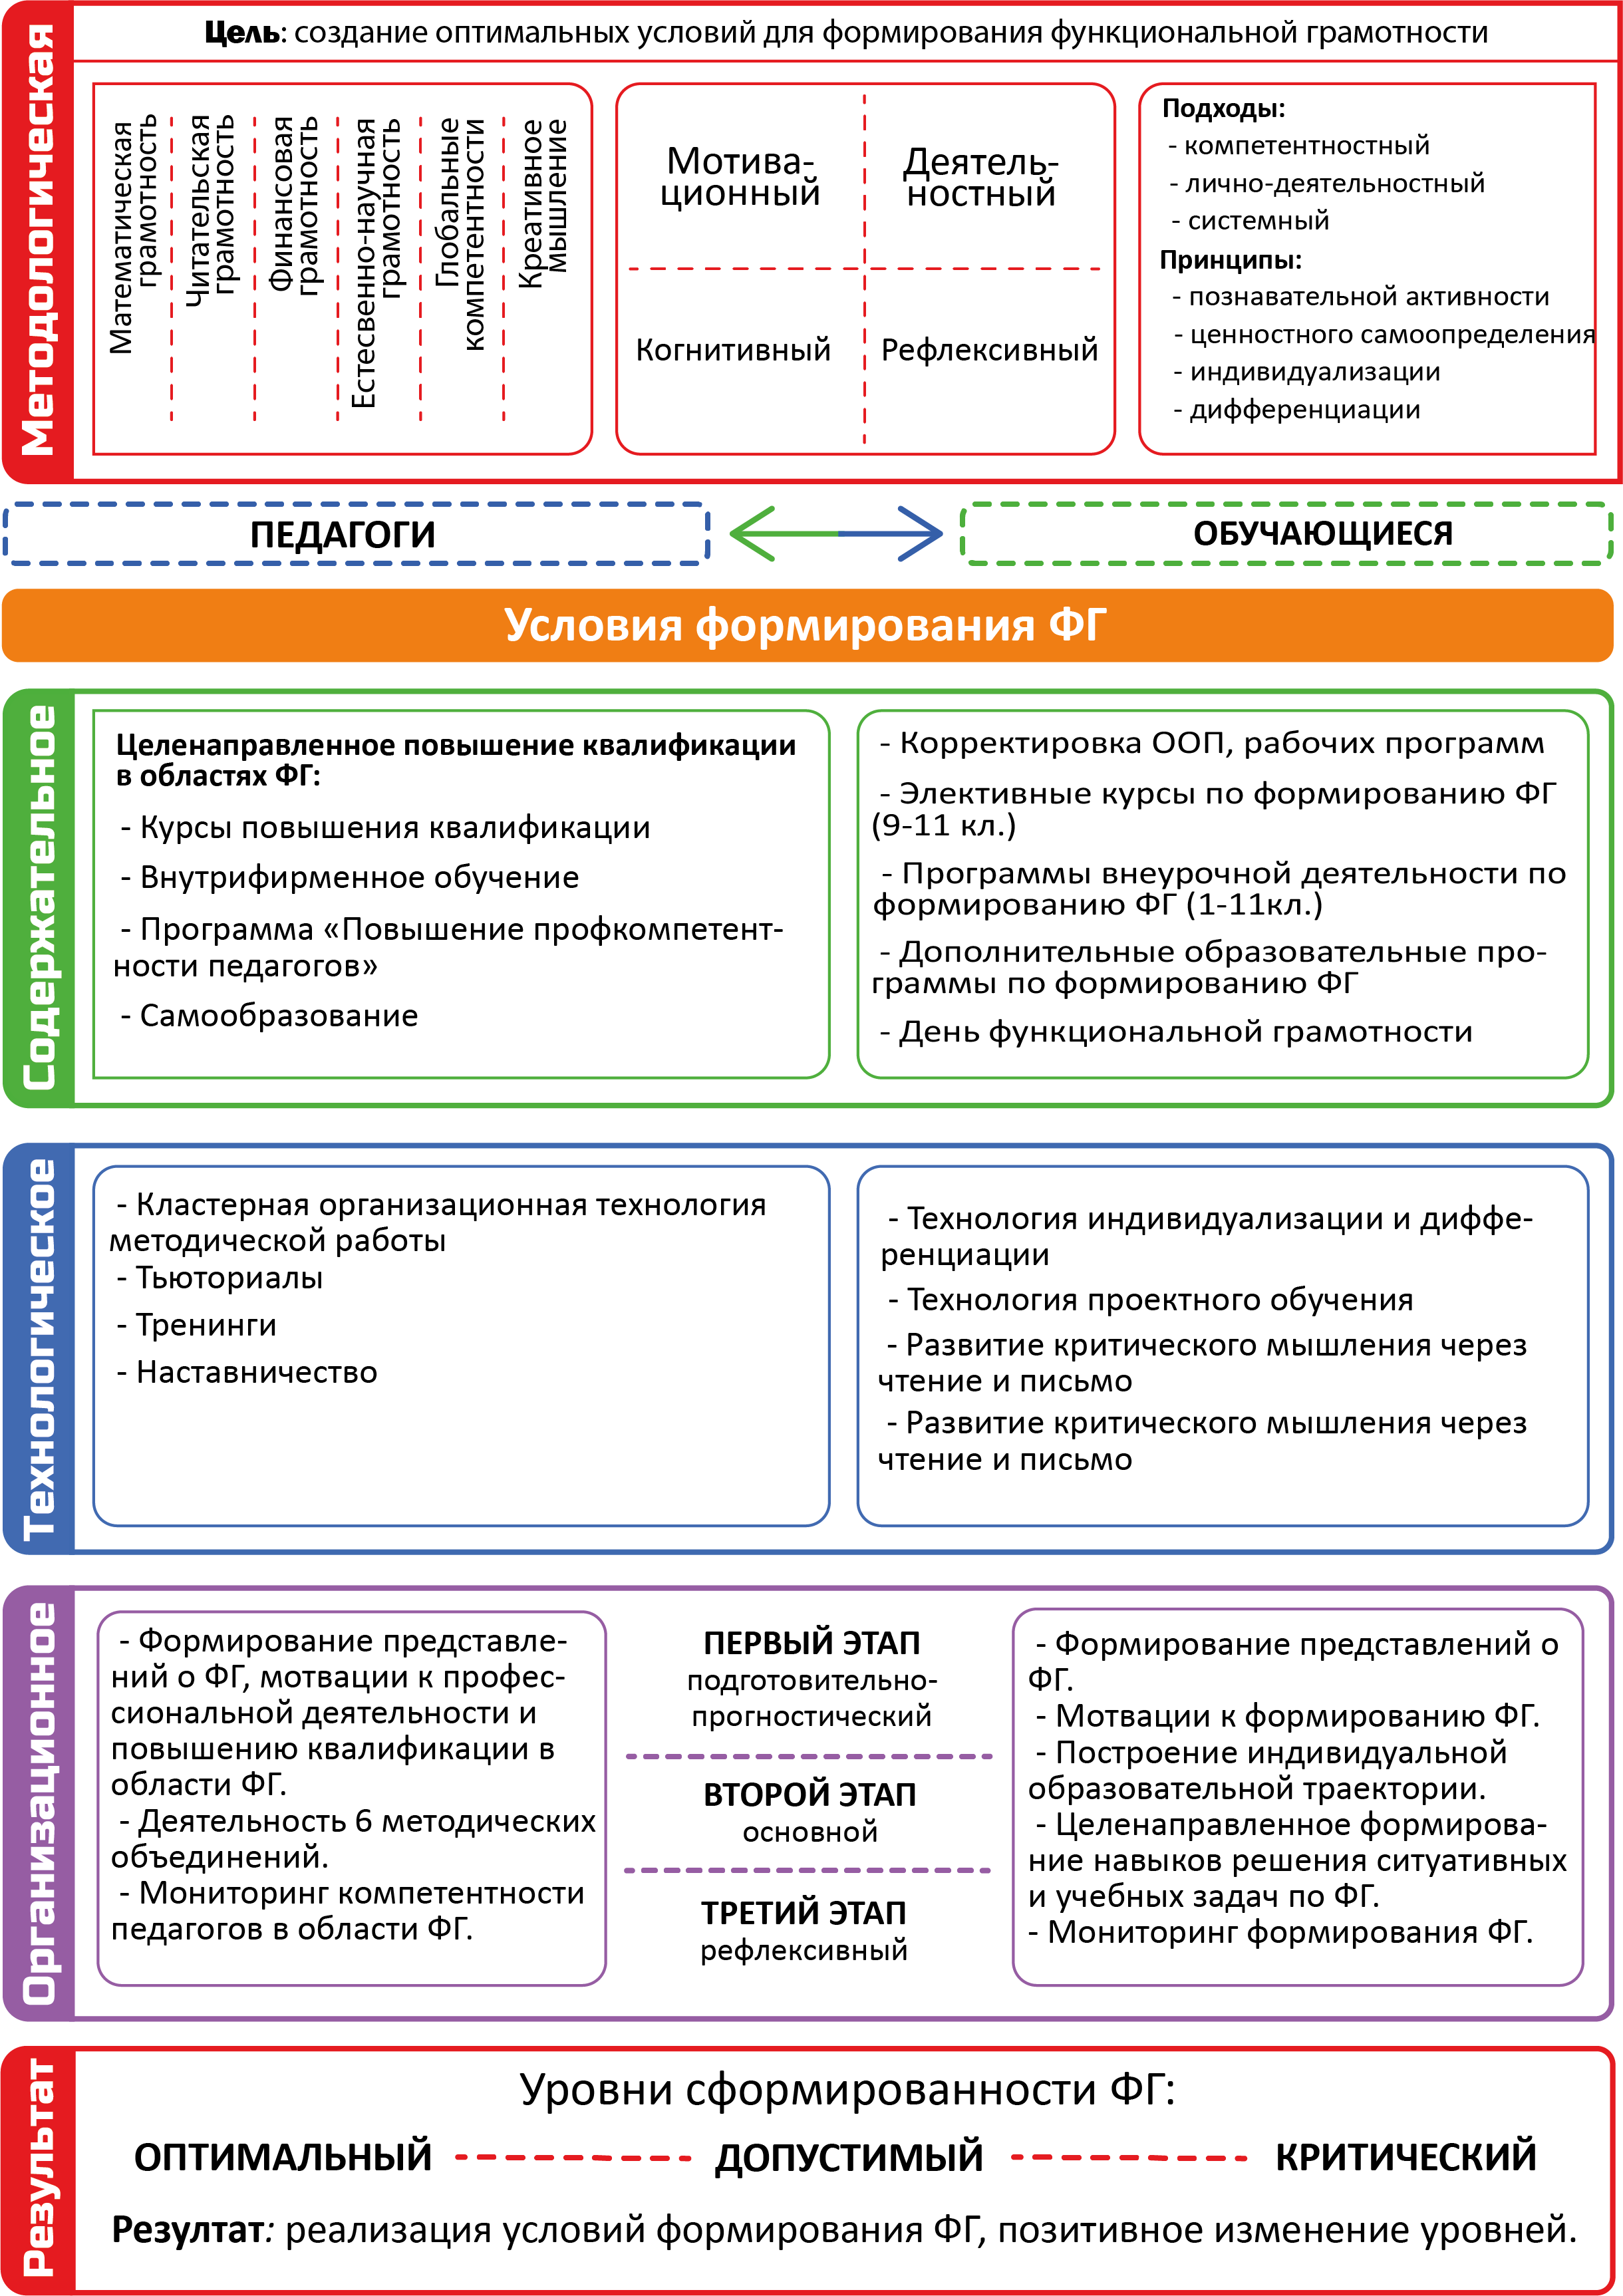 Методологическая
Цель: создание оптимальных условий для формирования функциональной грамотности
Математическая
грамотность
Читательская
грамотность
Финансовая
грамотность
Естесвенно-научная
грамотность
Глобальные
компетентности
Креативное
мышление
Мотива-
ционный
Деятель-
ностный
Когнитивный
Рефлексивный
Подходы:
- компетентностный
- лично-деятельностный
- системный
Принципы:
- познавательной активности
- ценностного самоопределения
- индивидуализации
- дифференциации
ПЕДАГОГИ
ОБУЧАЮЩИЕСЯ
Условия формирования ФГ
Содержательное
Целенаправленное повышение квалификации
в областях ФГ:
- Курсы повышения квалификации
- Внутрифирменное обучение
- Программа «Повышение профкомпетент-
ности педагогов»
- Самообразование
- Корректировка ООП, рабочих программ
- Элективные курсы по формированию ФГ
(9-11 кл.)
- Программы внеурочной деятельности по
формированию ФГ (1-11кл.)
- Дополнительные образовательные про-
граммы по формированию ФГ
- День функциональной грамотности
Технологическое
- Кластерная организационная технология
методической работы
- Тьюториалы
- Тренинги
- Наставничество
- Технология индивидуализации и диффе-
ренциации
- Технология проектного обучения
- Развитие критического мышления через
чтение и письмо
- Развитие критического мышления через
чтение и письмо
Организационное
- Формирование представле-
ний о ФГ, мотвации к профес-
сиональной деятельности и
повышению квалификации в
области ФГ.
- Деятельность 6 методических
объединений.
- Мониторинг компетентности
педагогов в области ФГ.
ПЕРВЫЙ ЭТАП
подготовительно-
прогностический
ВТОРОЙ ЭТАП
основной
ТРЕТИЙ ЭТАП
рефлексивный
- Формирование представлений о
ФГ.
- Мотвации к формированию ФГ.
- Построение индивидуальной
образовательной траектории.
- Целенаправленное формирова-
ние навыков решения ситуативных
и учебных задач по ФГ.
- Мониторинг формирования ФГ.
Результат
Уровни сформированности ФГ:
ОПТИМАЛЬНЫЙ
ДОПУСТИМЫЙ
КРИТИЧЕСКИЙ
Резултат: реализация условий формирования ФГ, позитивное изменение уровней.